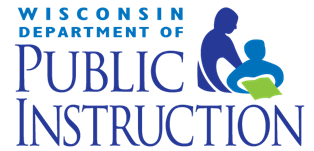 WISCONSIN
DEPARTMENT OF
PUBLIC
INSTRUCTION